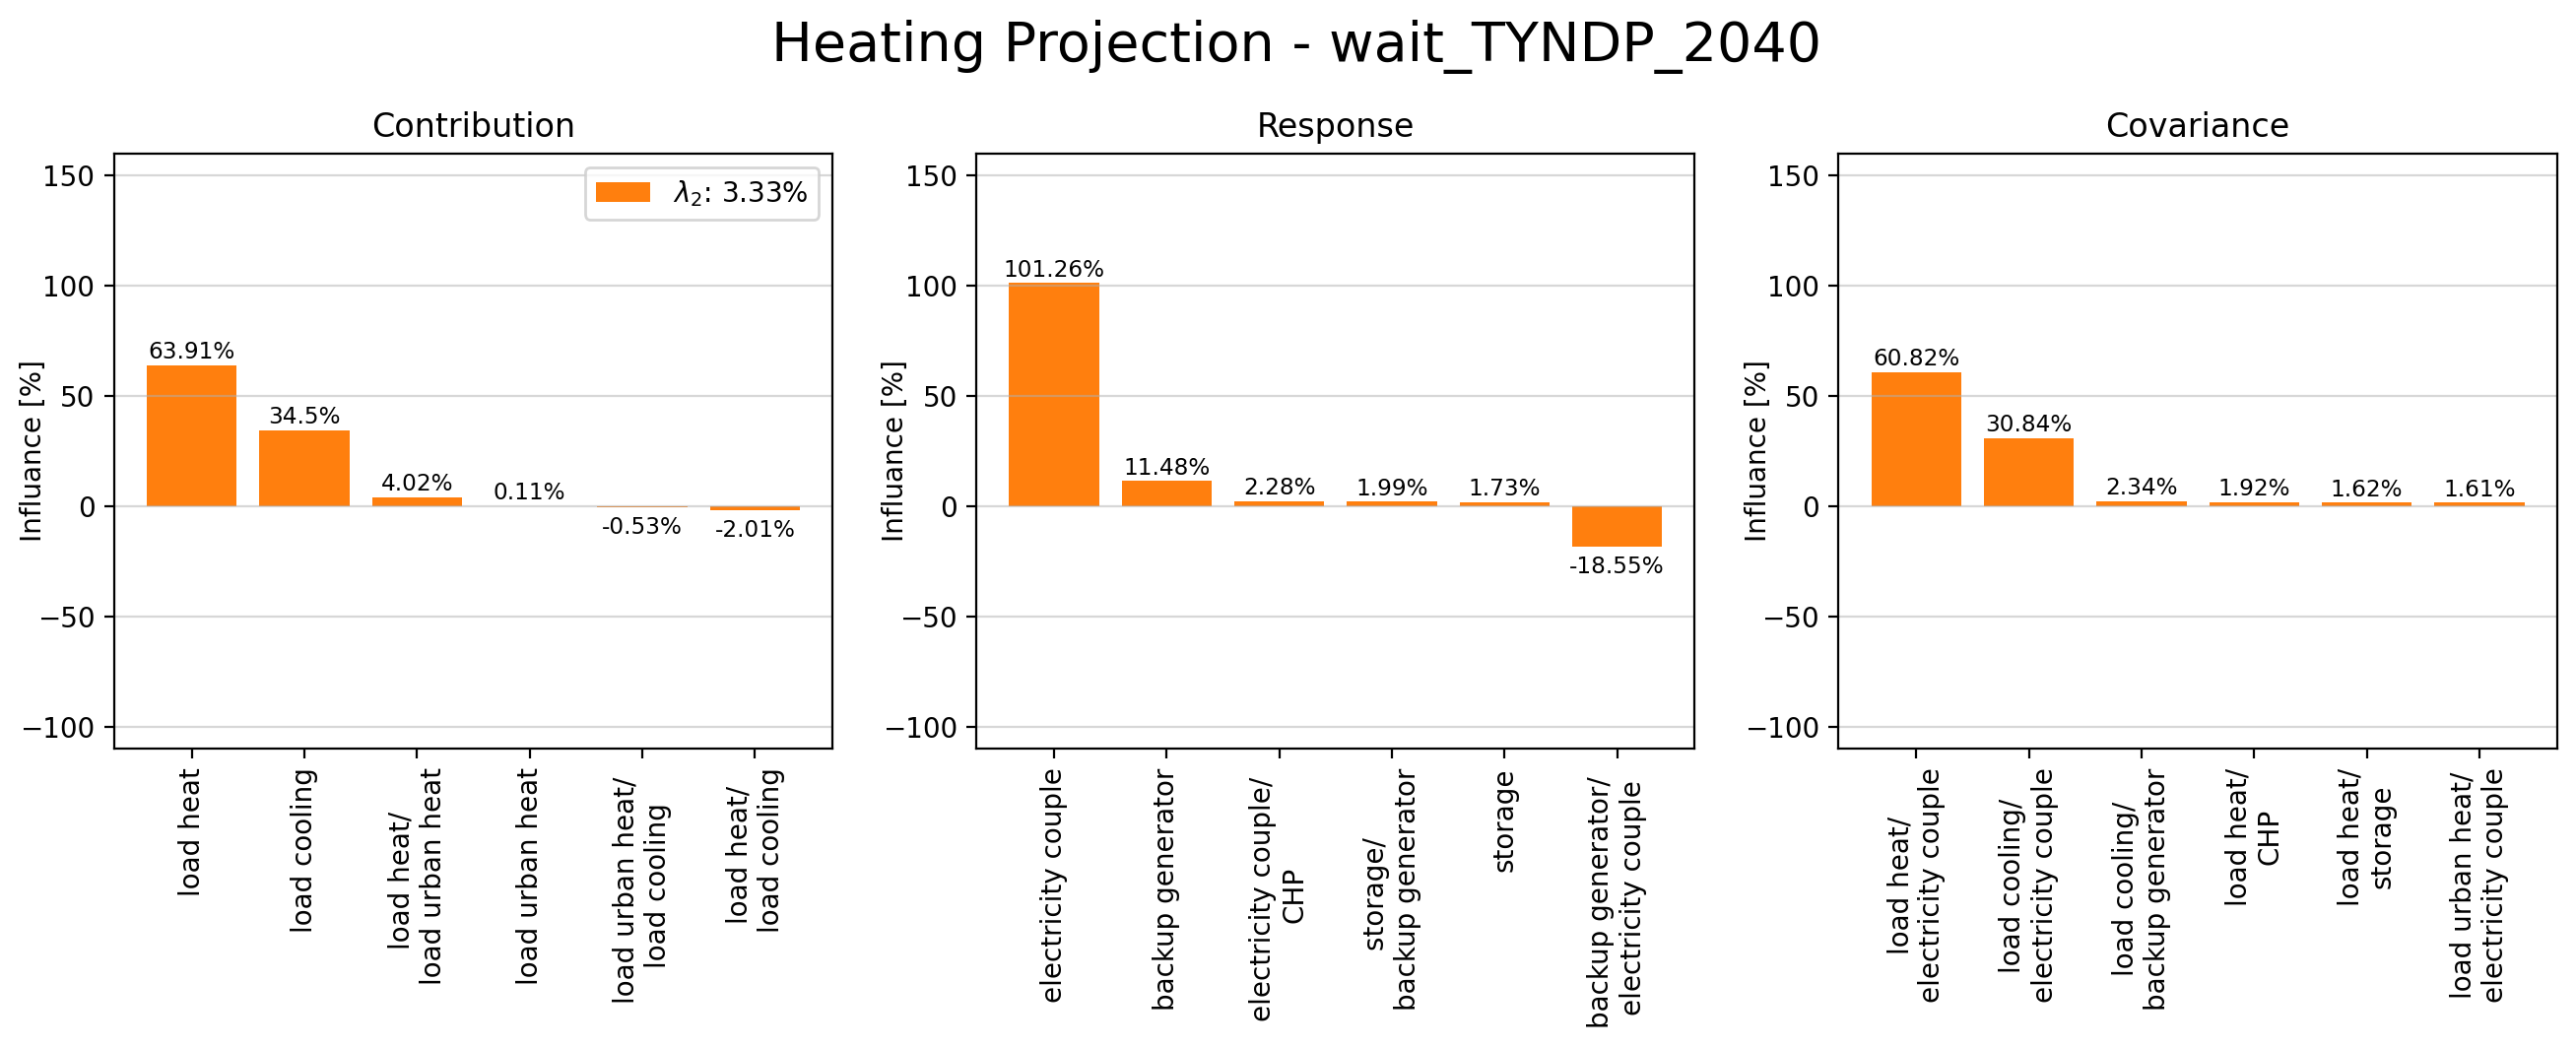 Heating Projection - wait_TYNDP_2040
Contribution
λ2: 3.33%
Influance [%]
150
100
50
0
−50
−100
63.91%
34.5%
4.02%
0.11%
-0.53%
-2.01%
load heat
load cooling
load heat/
load urban heat
load urban heat
load urban heat/
load cooling
load heat/
load cooling
Response
Influance [%]
150
100
50
0
−50
−100
101.26%
11.48%
2.28%
1.99%
1.73%
-18.55%
electricity couple
backup generator
electricity couple/
CHP
storage/
backup generator
storage
backup generator/
electricity couple
Covariance
Influance [%]
150
100
50
0
−50
−100
60.82%
30.84%
2.34%
1.92%
1.62%
1.61%
load heat/
electricity couple
load cooling/
electricity couple
load cooling/
backup generator
load heat/
CHP
load heat/
storage
load urban heat/
electricity couple